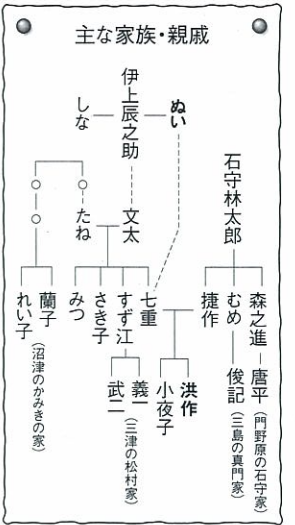 主な家族・親戚
ぬい
伊上辰之助
しな
石守林太郎
文太
たね
○
○
○
森之進
唐平
(門野原の石守家)
むめ
俊記
(三島の真門家)
捷作
洪作
小夜子
七重
すず江
義一
(三津の松村家)
武二
さき子
みつ
蘭子
(沼津のかみきの家)
れい子